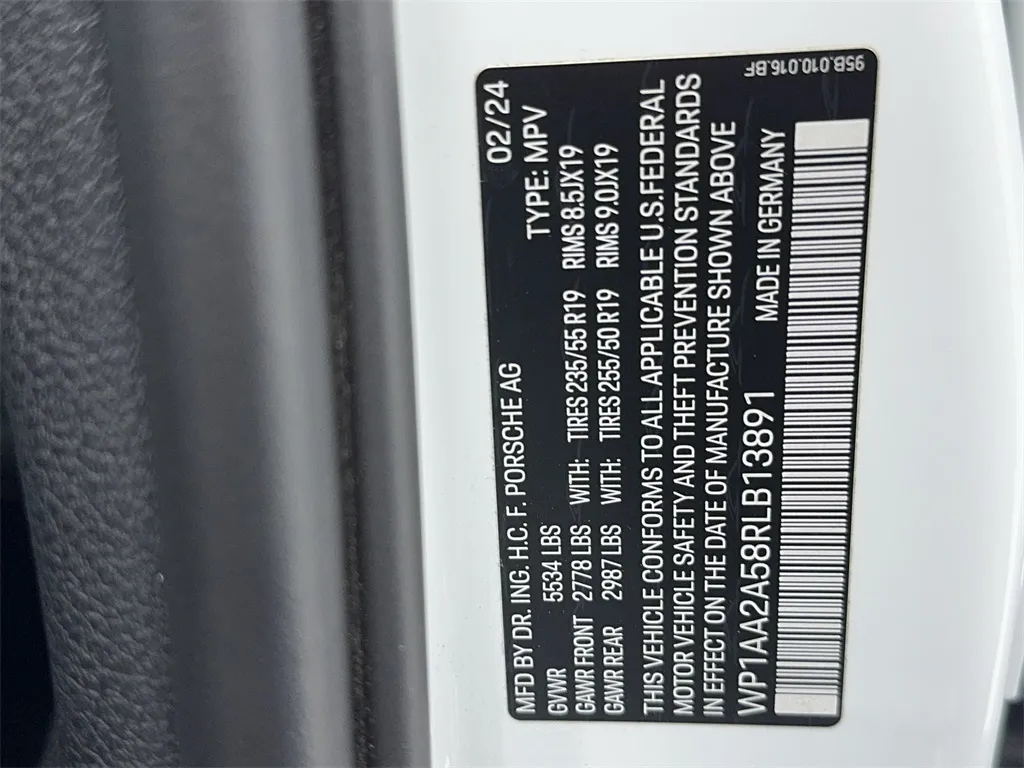 02/24
MFD BY DR. ING. H.C. F. PORSCHE AG TYPE: MPV
GVWR 5534 LBS
GAWR FRONT 2778 LBS. WITH: TIRES 235/55 R19 RIMS 8.5JX19
GAWR REAR 2987 LBS WITH: TIRES 255/50 R19 RIMS 9.0JX19
THIS VEHICLE CONFORMS TO ALL APPLICABLE U.S. FEDERAL
MOTOR VEHICLE SAFETY AND THEFT PREVENTION STANDARDS
IN EFFECT ON THE DATE OF MANUFACTURE SHOWN ABOVE
WP1AA2A58RLB13891 MADE IN GERMANY
95B.010.016.BF